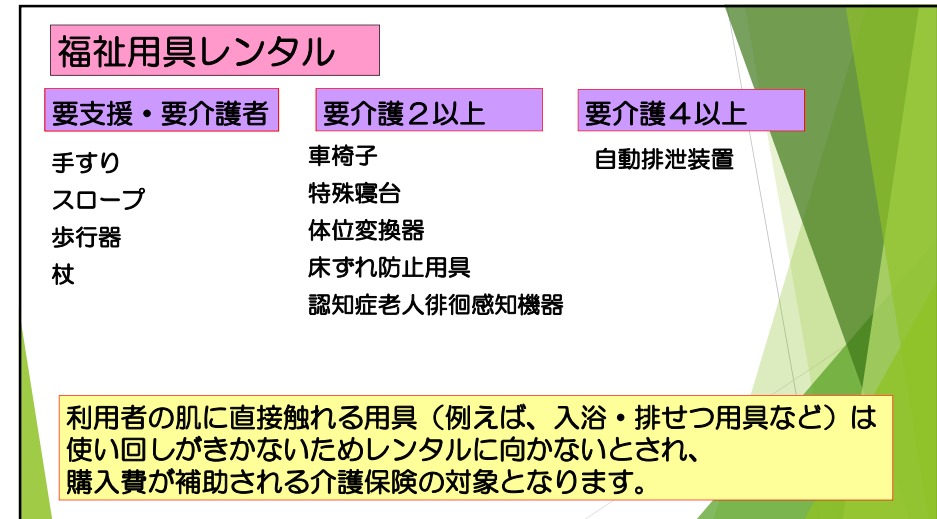 福祉用具レンタル
要支援・要介護者
手すり
スロープ
歩行器
杖
要介護２以上
車椅子
特殊寝台
体位変換器
床ずれ防止用具
認知症老人徘徊感知機器
要介護４以上
自動排泄装置
利用者の肌に直接触れる用具（例えば、入浴・排せつ用具など）は
使い回しがきかないためレンタルに向かないとされ、
購入費が補助される介護保険の対象となります。